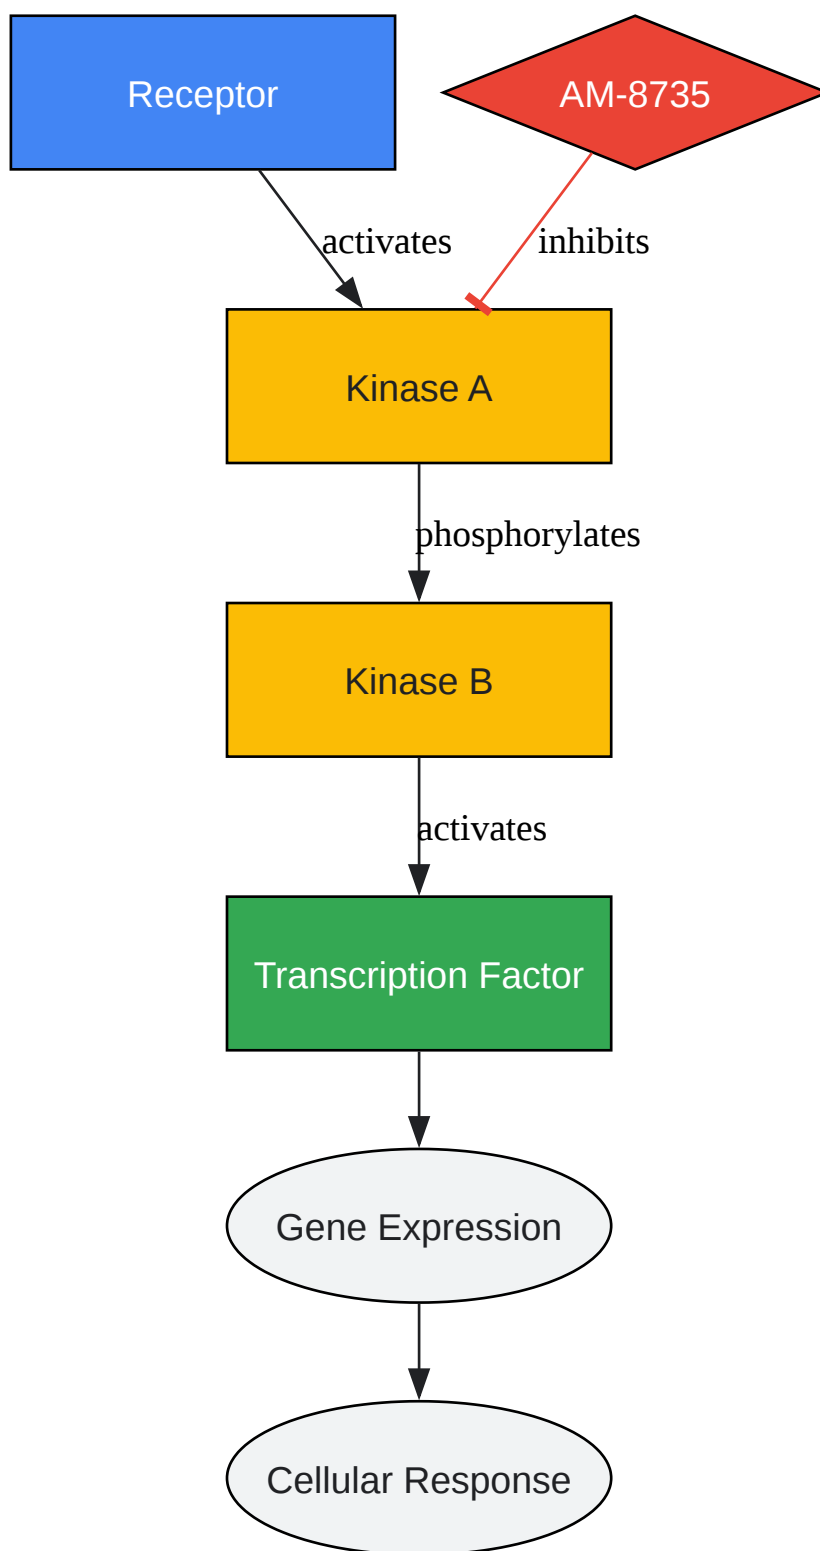 Receptor
AM-8735
activates
inhibits
Kinase A
phosphorylates
Kinase B
activates
Transcription Factor
Gene Expression
Cellular Response